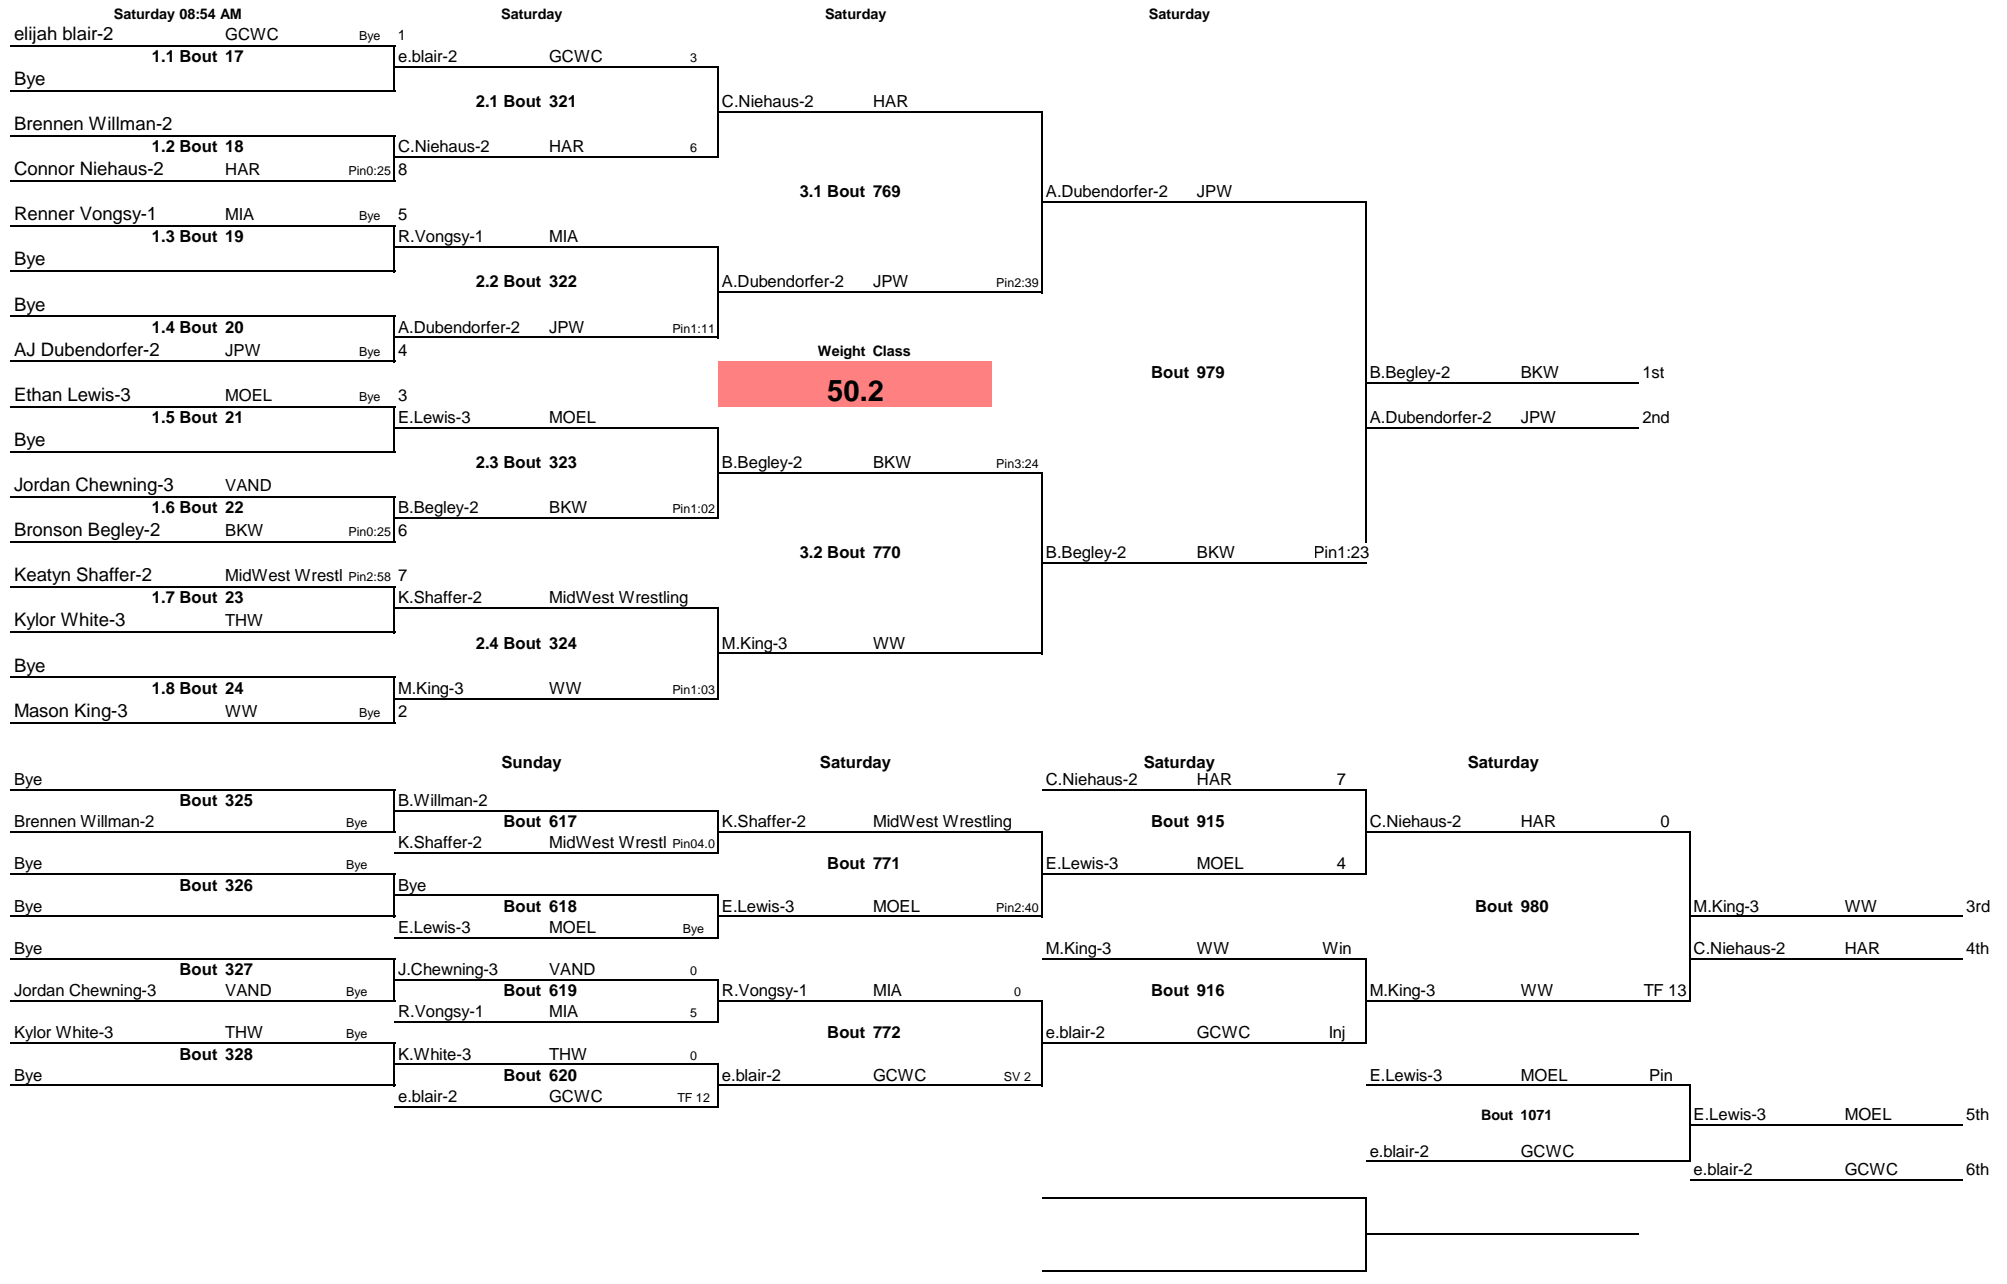 Saturday 08:54 AM Saturday Saturday Saturday
elijah blair-2 GCWC Bye 1
1.1 Bout 17 e.blair-2 GCWC 3
Bye
2.1 Bout 321 C.Niehaus-2 HAR
Brennen Willman-2
1.2 Bout 18 C.Niehaus-2 HAR 6
Connor Niehaus-2 HAR Pin0:25 8
3.1 Bout 769 A.Dubendorfer-2 JPW
Renner Vongsy-1 MIA Bye 5
1.3 Bout 19 R.Vongsy-1 MIA
Bye
2.2 Bout 322 A.Dubendorfer-2 JPW Pin2:39
Bye
1.4 Bout 20 A.Dubendorfer-2 JPW Pin1:11
AJ Dubendorfer-2 JPW Bye 4 Weight Class
Bout 979 B.Begley-2 BKW 1st
Ethan Lewis-3 MOEL Bye 3 50.2
1.5 Bout 21 E.Lewis-3 MOEL A.Dubendorfer-2 JPW 2nd
Bye
2.3 Bout 323 B.Begley-2 BKW Pin3:24
Jordan Chewning-3 VAND
1.6 Bout 22 B.Begley-2 BKW Pin1:02
Bronson Begley-2 BKW Pin0:25 6
3.2 Bout 770 B.Begley-2 BKW Pin1:23
Keatyn Shaffer-2 MidWest Wrestl Pin2:58 7
1.7 Bout 23 K.Shaffer-2 MidWest Wrestling
Kylor White-3 THW
2.4 Bout 324 M.King-3 WW
Bye
1.8 Bout 24 M.King-3 WW Pin1:03
Mason King-3 WW Bye 2
Sunday Saturday Saturday Saturday
Bye C.Niehaus-2 HAR 7
Bout 325 B.Willman-2
Brennen Willman-2 Bye Bout 617 K.Shaffer-2 MidWest Wrestling Bout 915 C.Niehaus-2 HAR 0
K.Shaffer-2 MidWest Wrestl Pin04.0
Bye Bye Bout 771 E.Lewis-3 MOEL 4
Bout 326 Bye
Bye Bout 618 E.Lewis-3 MOEL Pin2:40 Bout 980 M.King-3 WW 3rd
E.Lewis-3 MOEL Bye
Bye M.King-3 WW Win C.Niehaus-2 HAR 4th
Bout 327 J.Chewning-3 VAND 0
Jordan Chewning-3 VAND Bye Bout 619 R.Vongsy-1 MIA 0 Bout 916 M.King-3 WW TF 13
R.Vongsy-1 MIA 5
Kylor White-3 THW Bye Bout 772 e.blair-2 GCWC Inj
Bout 328 K.White-3 THW 0
Bye Bout 620 e.blair-2 GCWC SV 2 E.Lewis-3 MOEL Pin
e.blair-2 GCWC TF 12
Bout 1071 E.Lewis-3 MOEL 5th
e.blair-2 GCWC
e.blair-2 GCWC 6th